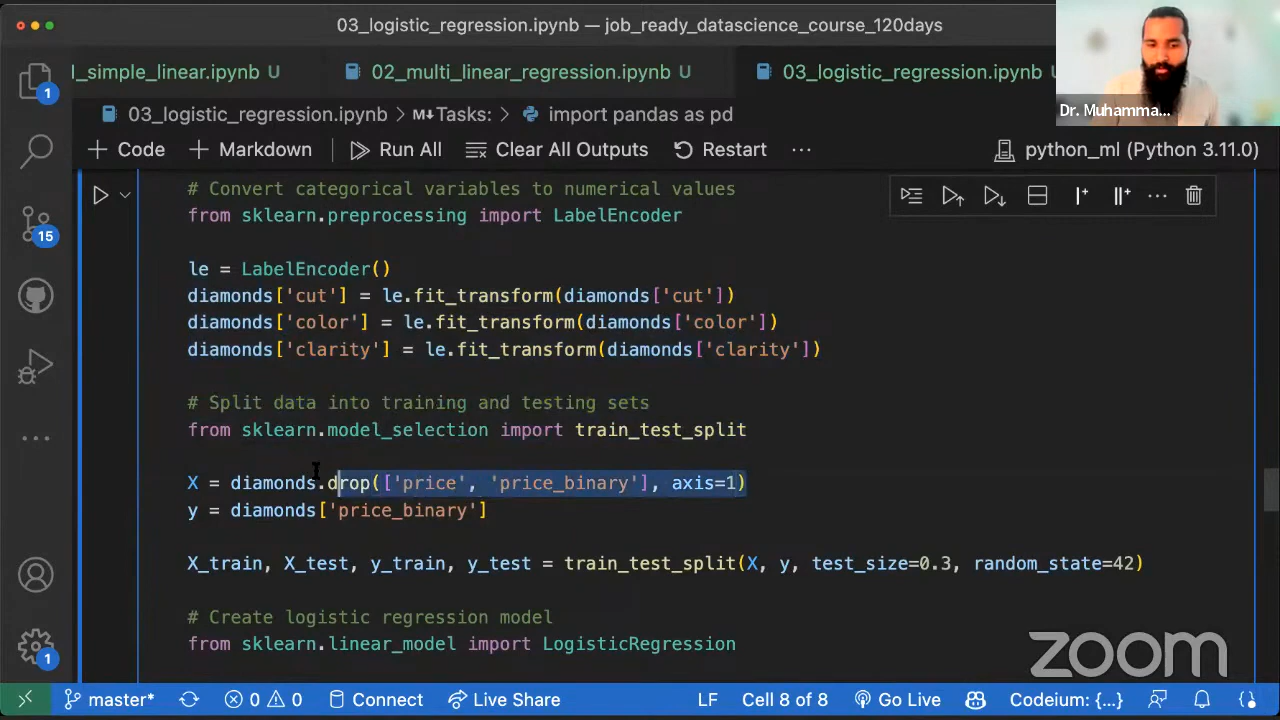 03_logistic_regression.ipynb — job_ready_datascience_course_120days
l_simple_linear.ipynb U
02_multi_linear_regression.ipynb U
03_logistic_regression.ipynb U
Dr. Muhamma...
03_logistic_regression.ipynb > M↓Tasks: > import pandas as pd
+ Code + Markdown Run All Clear All Outputs Restart ... python_ml (Python 3.11.0)
1
15
1
# Convert categorical variables to numerical values
from sklearn.preprocessing import LabelEncoder
le = LabelEncoder()
diamonds['cut'] = le.fit_transform(diamonds['cut'])
diamonds['color'] = le.fit_transform(diamonds['color'])
diamonds['clarity'] = le.fit_transform(diamonds['clarity'])
# Split data into training and testing sets
from sklearn.model_selection import train_test_split
X = diamonds.drop(['price', 'price_binary'], axis=1)
y = diamonds['price_binary']
X_train, X_test, y_train, y_test = train_test_split(X, y, test_size=0.3, random_state=42)
# Create logistic regression model
from sklearn.linear_model import LogisticRegression
zoom
master* 0 0 Connect Live Share LF Cell 8 of 8 Go Live Codeium: {...}